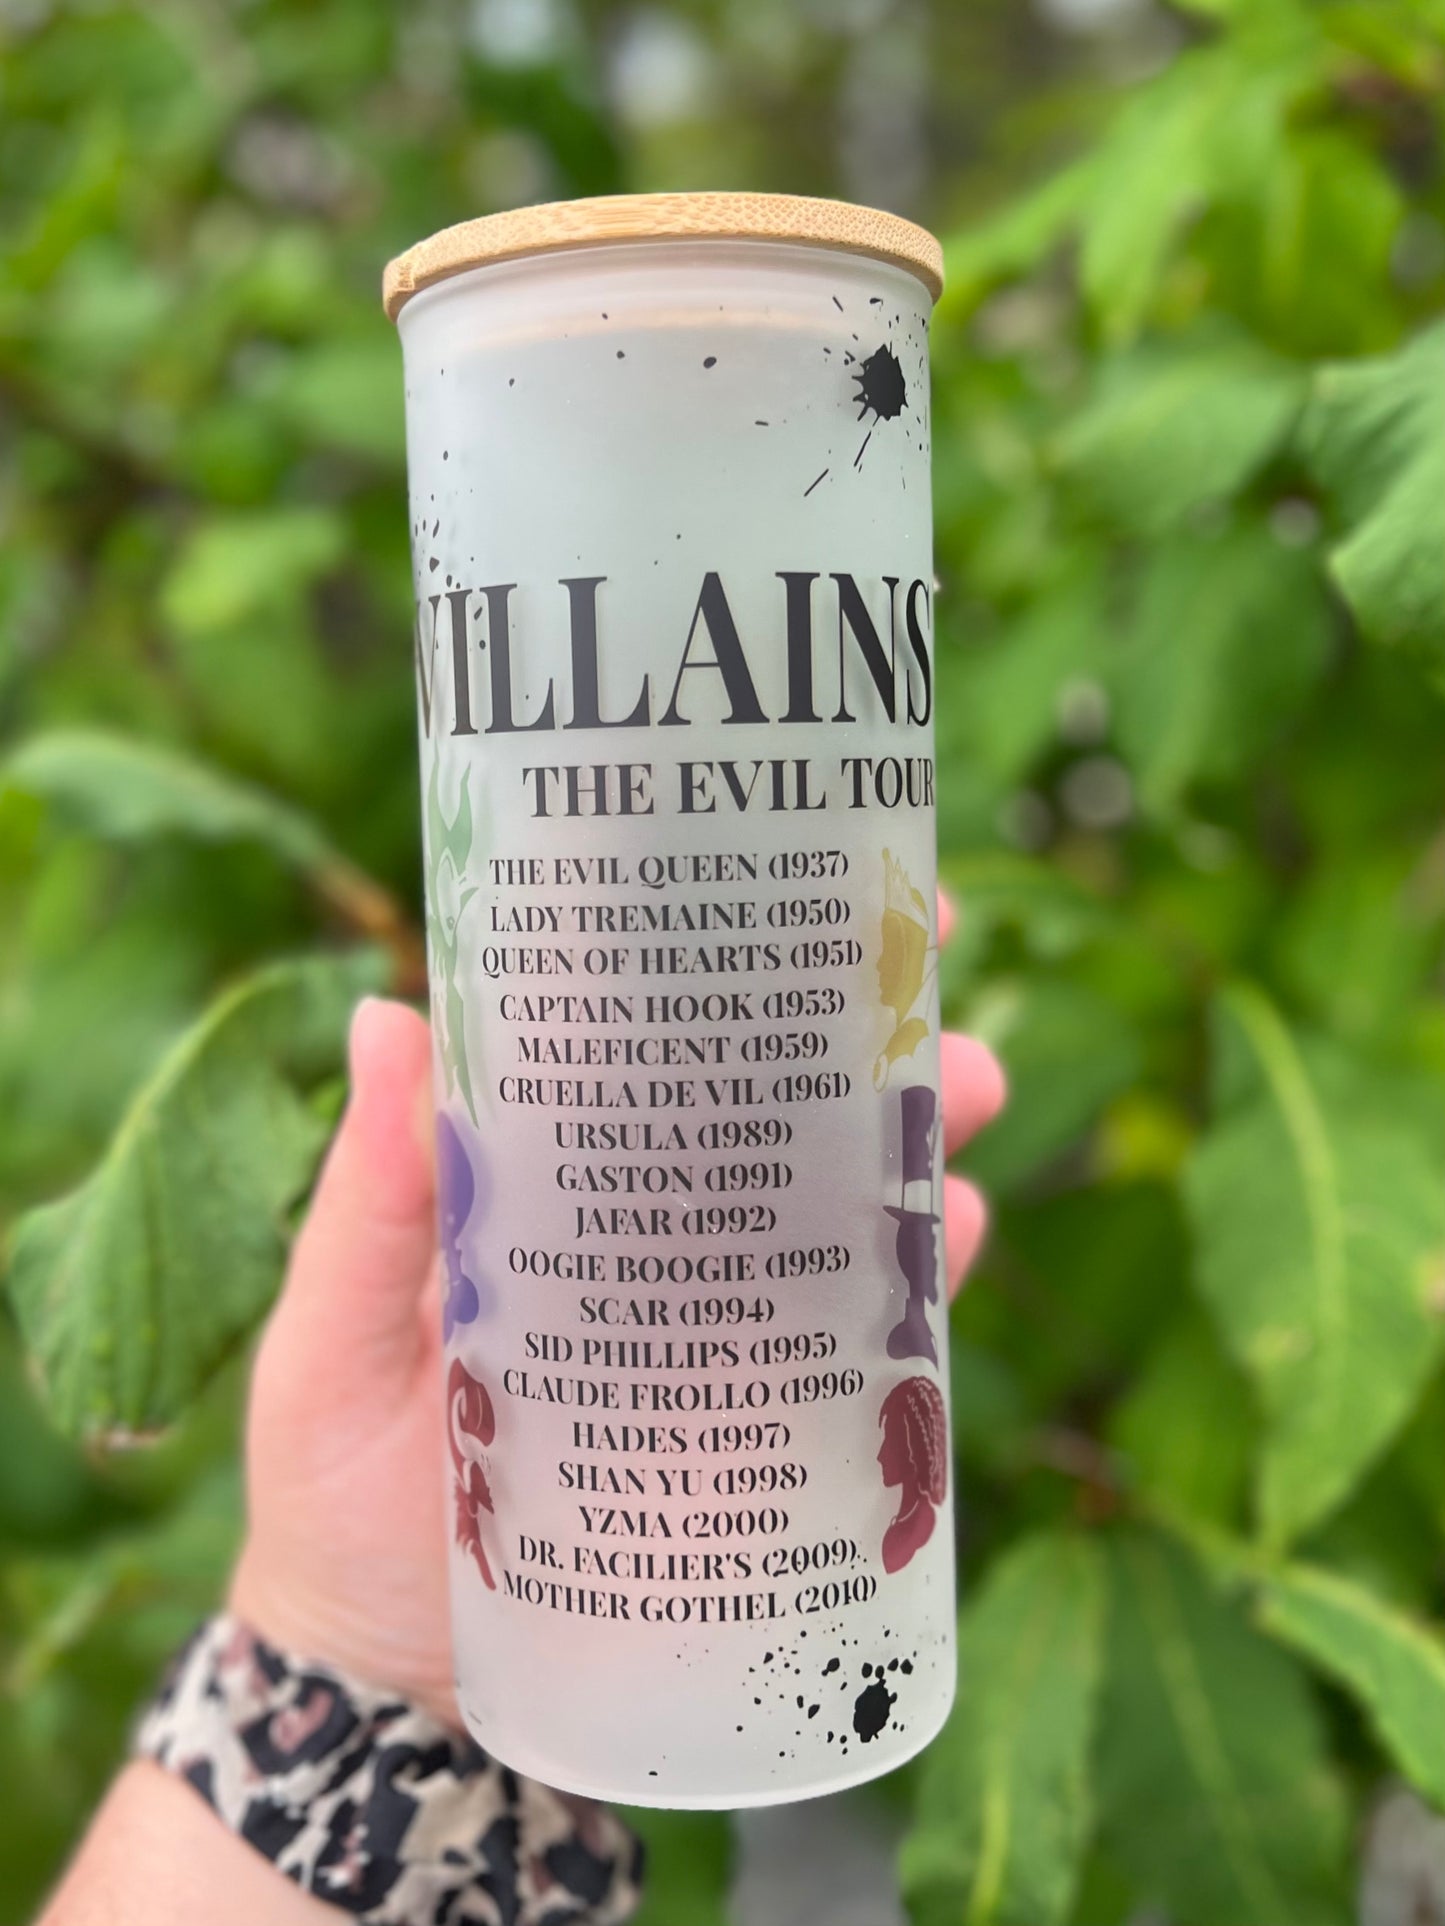 VILLAINS
THE EVIL TOUR
THE EVIL QUEEN (1937)
LADY TREMAINE (1950)
QUEEN OF HEARTS (1951)
CAPTAIN HOOK (1953)
MALEFICENT (1959)
CRUELLA DE VIL (1961)
URSULA (1989)
GASTON (1991)
JAFAR (1992)
OOGIE BOOGIE (1993)
SCAR (1994)
SID PHILLIPS (1995)
CLAUDE FROLLO (1996)
HADES (1997)
SHAN YU (1998)
YZMA (2000)
DR. FACILIER'S (2009)
MOTHER GOTHEL (2010)